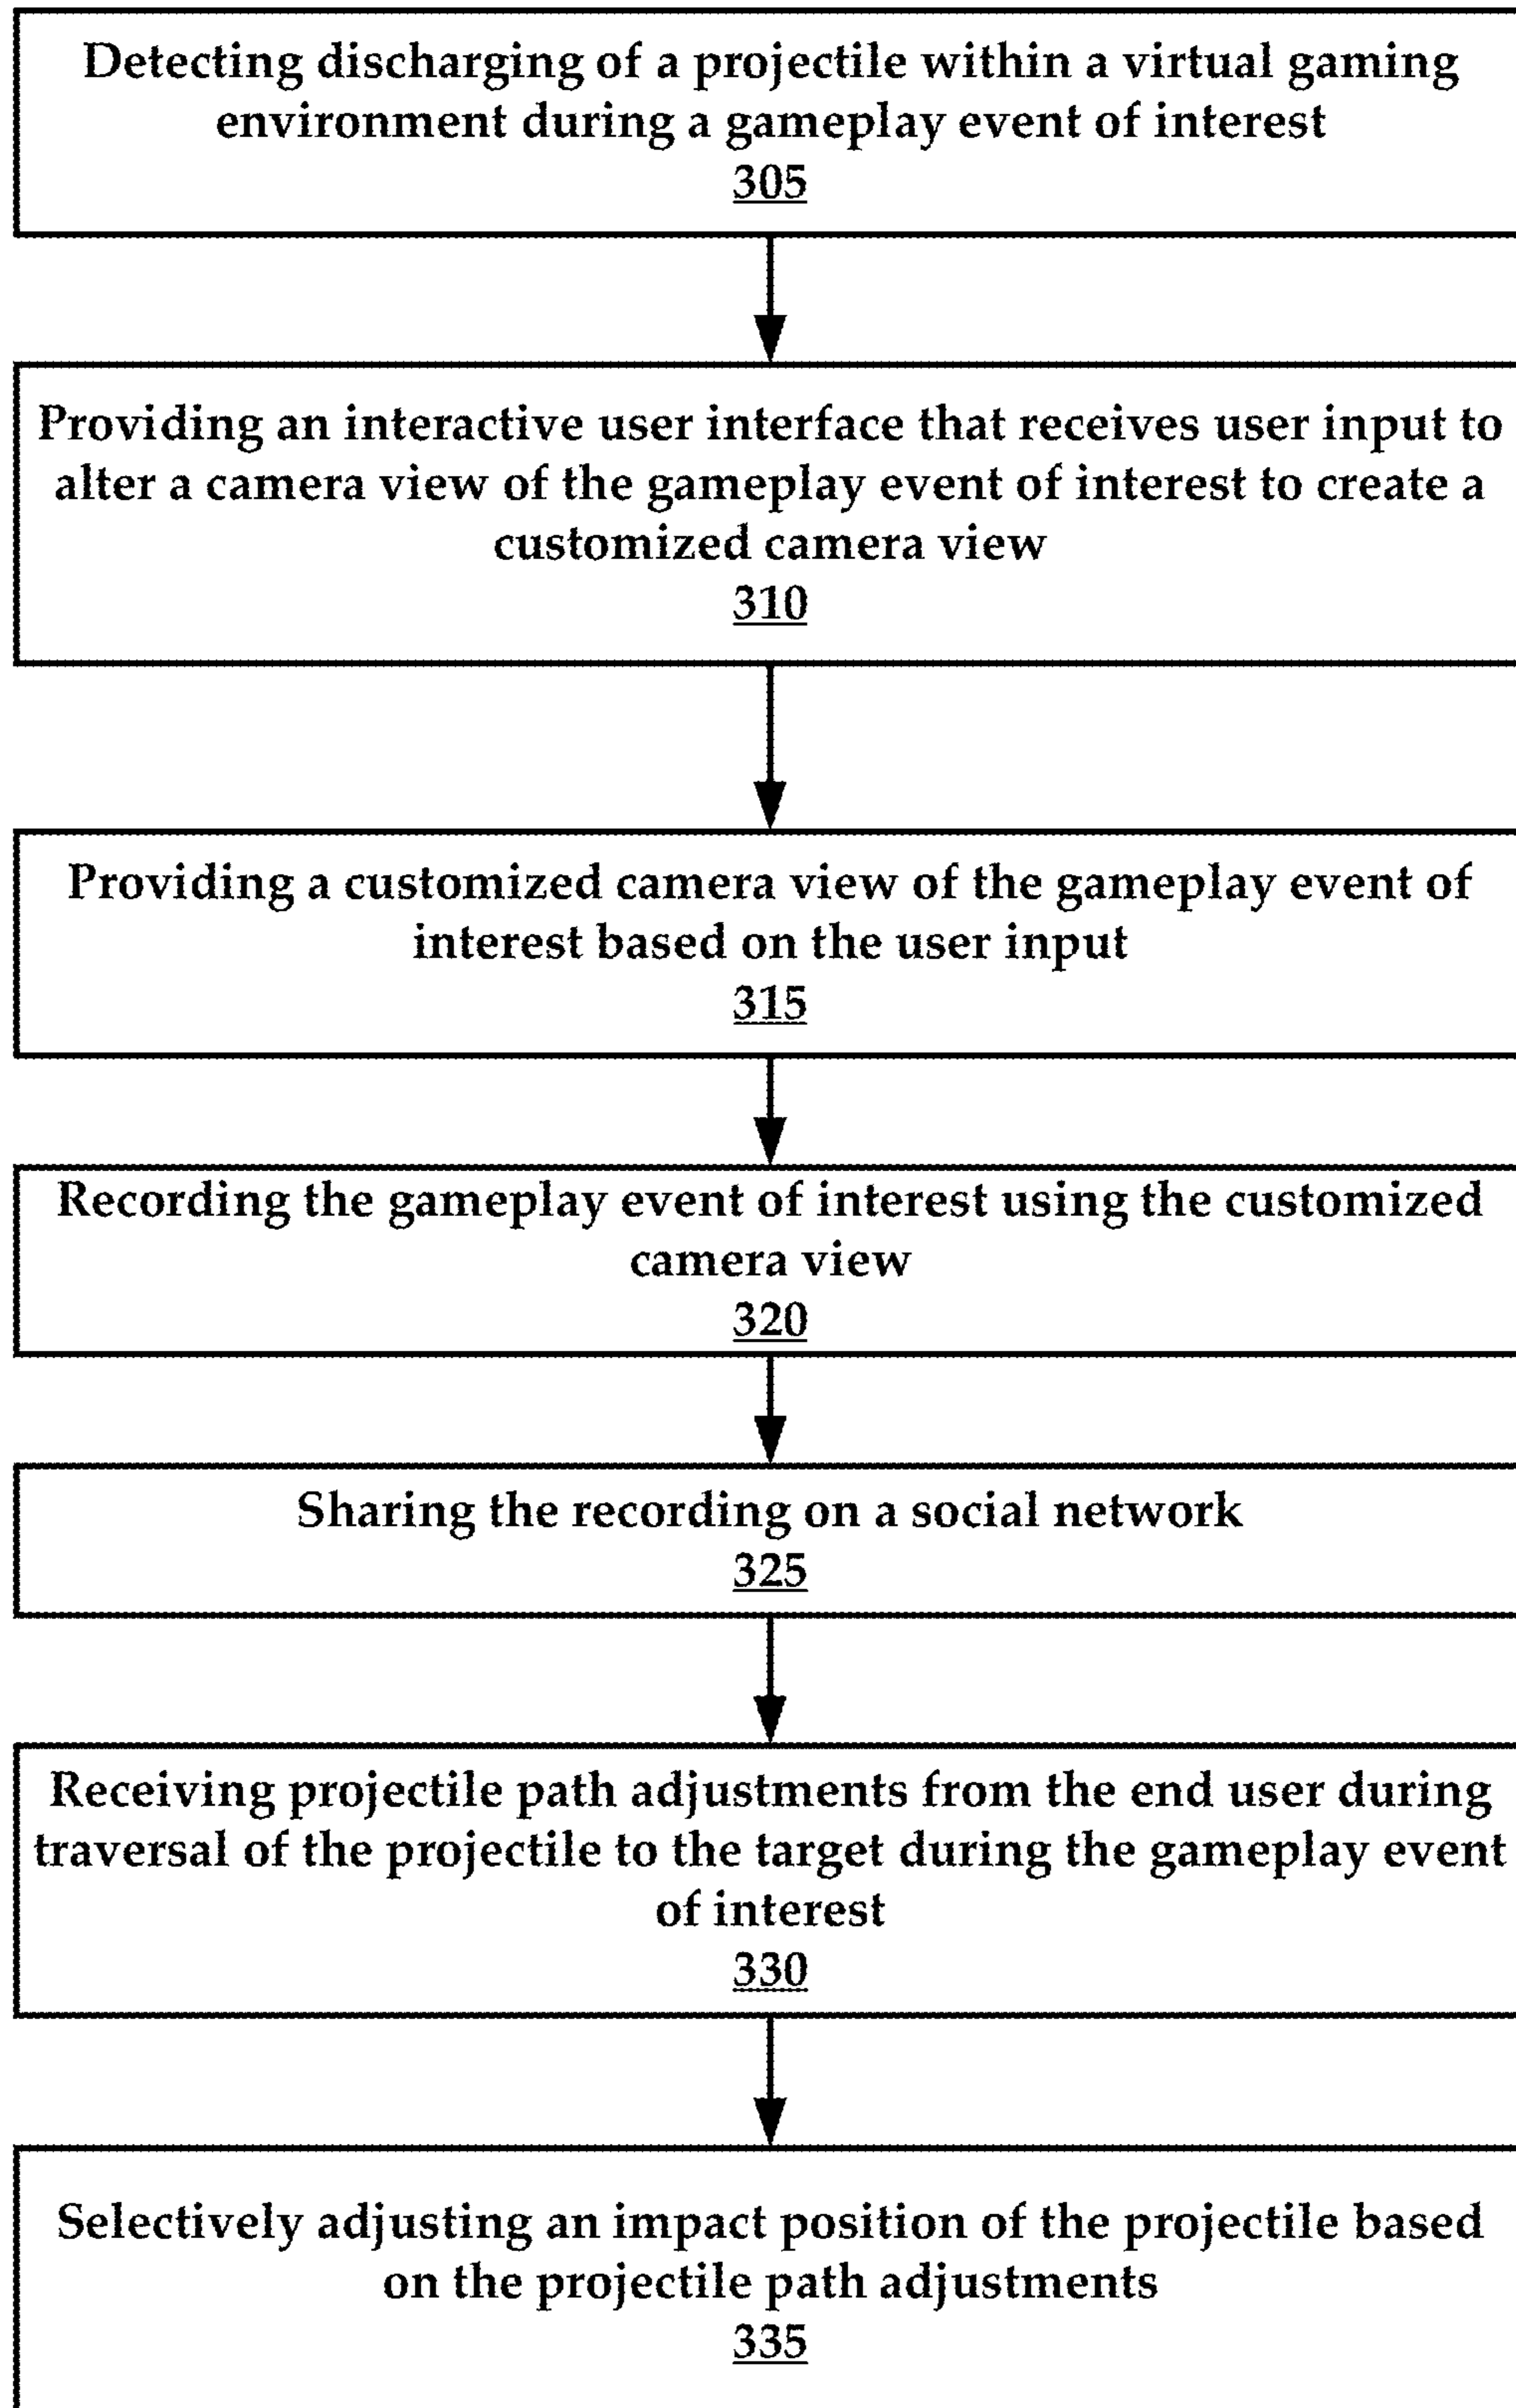 Detecting discharging of a projectile within a virtual gaming
environment during a gameplay event of interest
305
Providing an interactive user interface that receives user input to
alter a camera view of the gameplay event of interest to create a
customized camera view
310
Providing a customized camera view of the gameplay event of
interest based on the user input
315
Recording the gameplay event of interest using the customized
camera view
320
Sharing the recording on a social network
325
Receiving projectile path adjustments from the end user during
traversal of the projectile to the target during the gameplay event
of interest
330
Selectively adjusting an impact position of the projectile based
on the projectile path adjustments
335